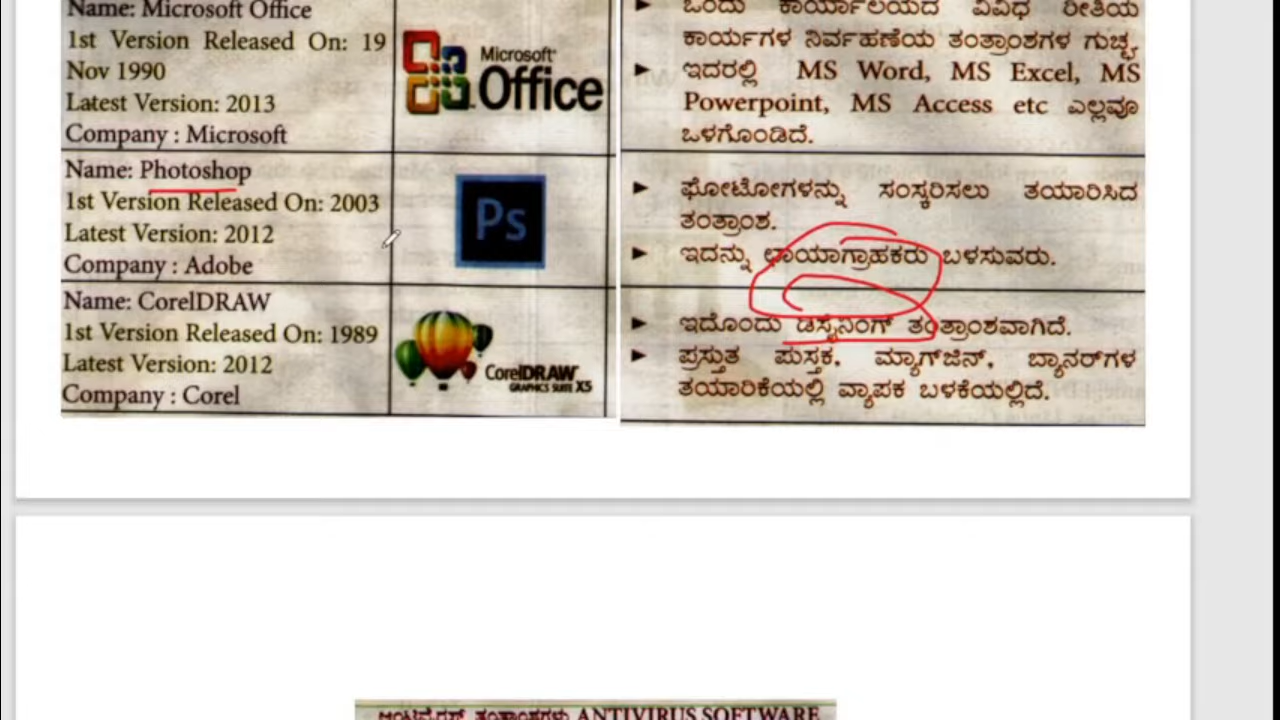 Name: Microsoft Office
1st Version Released On: 19
Nov 1990
Latest Version: 2013
Company : Microsoft
Microsoft
Office
ಒಂದು ಕಾರ್ಯಾಲಯದ ವಿವಿಧ ರೀತಿಯ
ಕಾರ್ಯಗಳ ನಿರ್ವಹಣೆಯ ತಂತ್ರಾಂಶಗಳ ಗುಚ್ಛ
ಇದರಲ್ಲಿ MS Word, MS Excel, MS
Powerpoint, MS Access etc ಎಲ್ಲವೂ
ಒಳಗೊಂಡಿದೆ.
Name: Photoshop
1st Version Released On: 2003
Latest Version: 2012
Company : Adobe
Ps
ಫೋಟೋಗಳನ್ನು ಸಂಸ್ಕರಿಸಲು ತಯಾರಿಸಿದ
ತಂತ್ರಾಂಶ.
ಇದನ್ನು ಛಾಯಾಗ್ರಾಹಕರು ಬಳಸುವರು.
Name: CorelDRAW
1st Version Released On: 1989
Latest Version: 2012
Company : Corel
CorelDRAW
GRAPHICS SUITE X5
ಇದೊಂದು ಡಿಸೈನಿಂಗ್ ತಂತ್ರಾಂಶವಾಗಿದೆ.
ಪ್ರಸ್ತುತ ಪುಸ್ತಕ, ಮ್ಯಾಗ್‌ಜಿನ್, ಬ್ಯಾನರ್‌ಗಳ
ತಯಾರಿಕೆಯಲ್ಲಿ ವ್ಯಾಪಕ ಬಳಕೆಯಲ್ಲಿದೆ.
ಆಂಟಿವೈರಸ್ ತಂತ್ರಾಂಶಗಳು ANTIVIRUS SOFTWARE